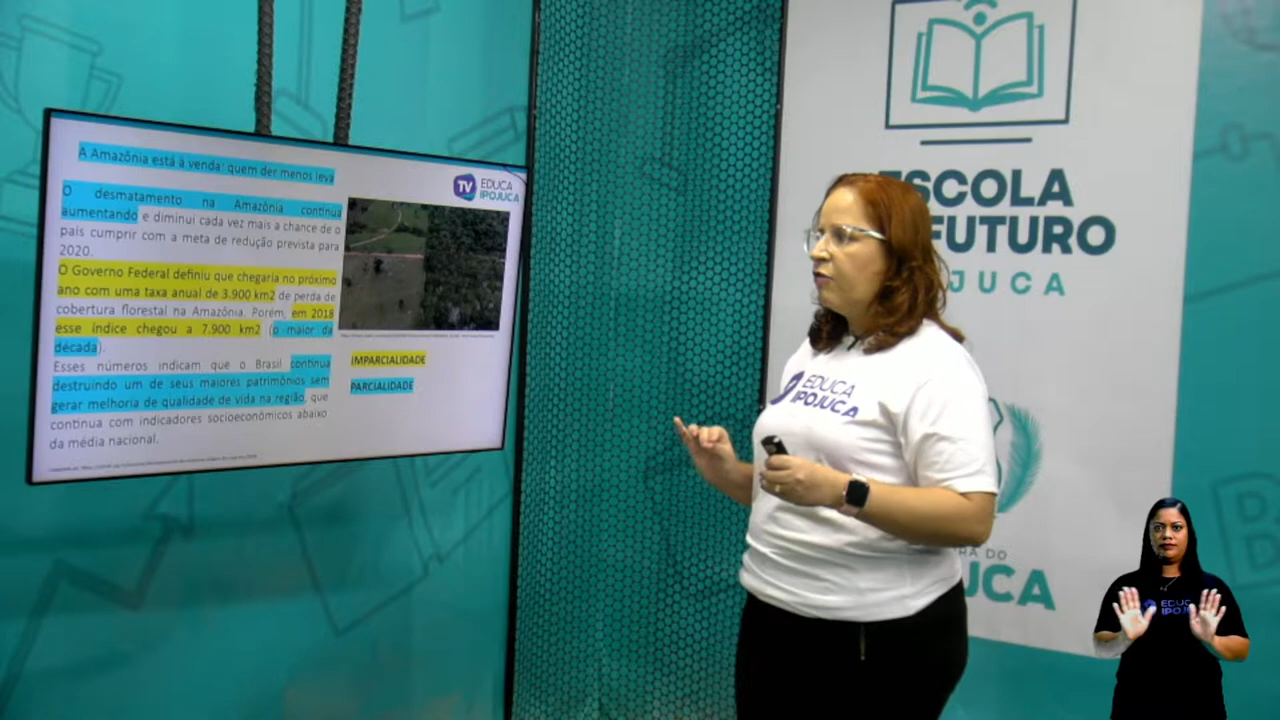 A Amazônia está à venda: quem der menos leva
TV EDUCA
IPOJUCA
O desmatamento na Amazônia continua
aumentando e diminui cada vez mais a chance de o
país cumprir com a meta de redução prevista para
2020.
O Governo Federal definiu que chegaria no próximo
ano com uma taxa anual de 3.900 km2 de perda de
cobertura florestal na Amazônia. Porém, em 2018
esse índice chegou a 7.900 km2 (o maior da
década).
Esses números indicam que o Brasil continua
destruindo um de seus maiores patrimônios sem
gerar melhoria de qualidade de vida na região, que
continua com indicadores socioeconômicos abaixo
da média nacional.
IMPARCIALIDADE
PARCIALIDADE
ESCOLA
FUTURO
OJUCA
EDUCA
IPOJUCA
RA DO
JUCA
EDUC
IPOJ
B